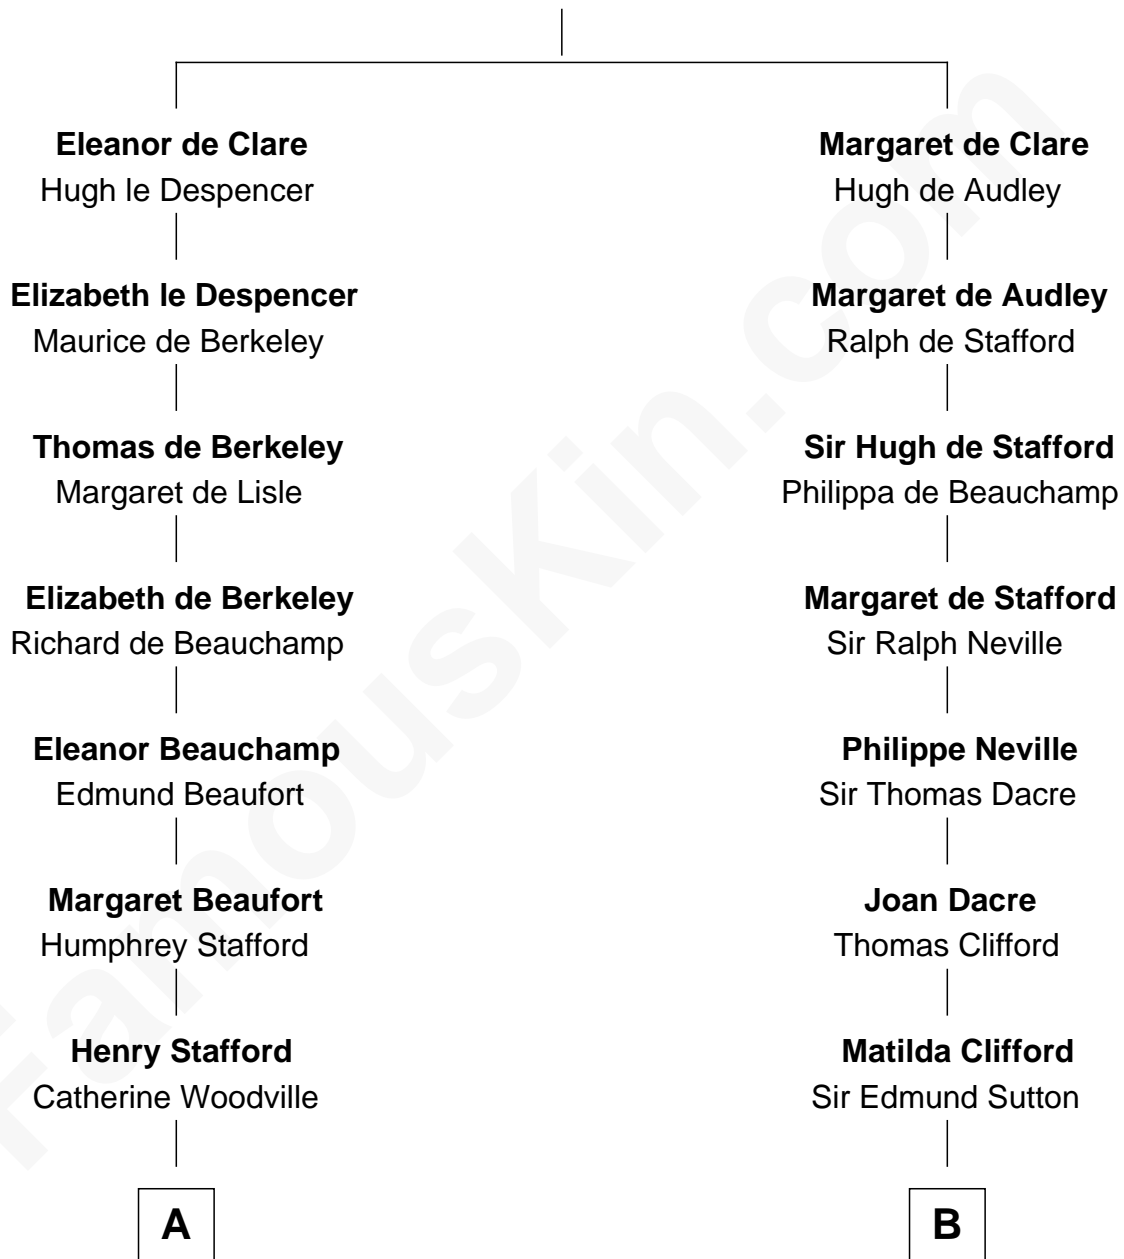 Eleanor de Clare
Hugh le Despencer
Elizabeth le Despencer
Maurice de Berkeley
Thomas de Berkeley
Margaret de Lisle
Elizabeth de Berkeley
Richard de Beauchamp
Eleanor Beauchamp
Edmund Beaufort
Margaret Beaufort
Humphrey Stafford
Henry Stafford
Catherine Woodville
A
Margaret de Clare
Hugh de Audley
Margaret de Audley
Ralph de Stafford
Sir Hugh de Stafford
Philippa de Beauchamp
Margaret de Stafford
Sir Ralph Neville
Philippe Neville
Sir Thomas Dacre
Joan Dacre
Thomas Clifford
Matilda Clifford
Sir Edmund Sutton
B
FamousKin.com